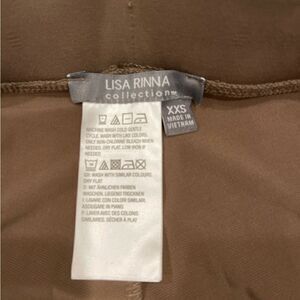 LISA RINNA
collection™
XXS
MADE IN
VIETNAM
MACHINE WASH COLD GENTLE
CYCLE. WASH WITH LIKE COLORS.
ONLY NON-CHLORINE BLEACH WHEN
NEEDED. DRY FLAT. LOW IRON IF
NEEDED.
WASH WITH SIMILAR COLOURS.
DRY FLAT
MIT ÄHNLICHEN FARBEN
WASCHEN. LIEGEND TROCKNEN
I: LAVARE CON COLORI SIMILARI.
ASCIUGARE IN PIANO
F: LAVER AVEC DES COLORIS
SIMILAIRES. SÉCHER À PLAT